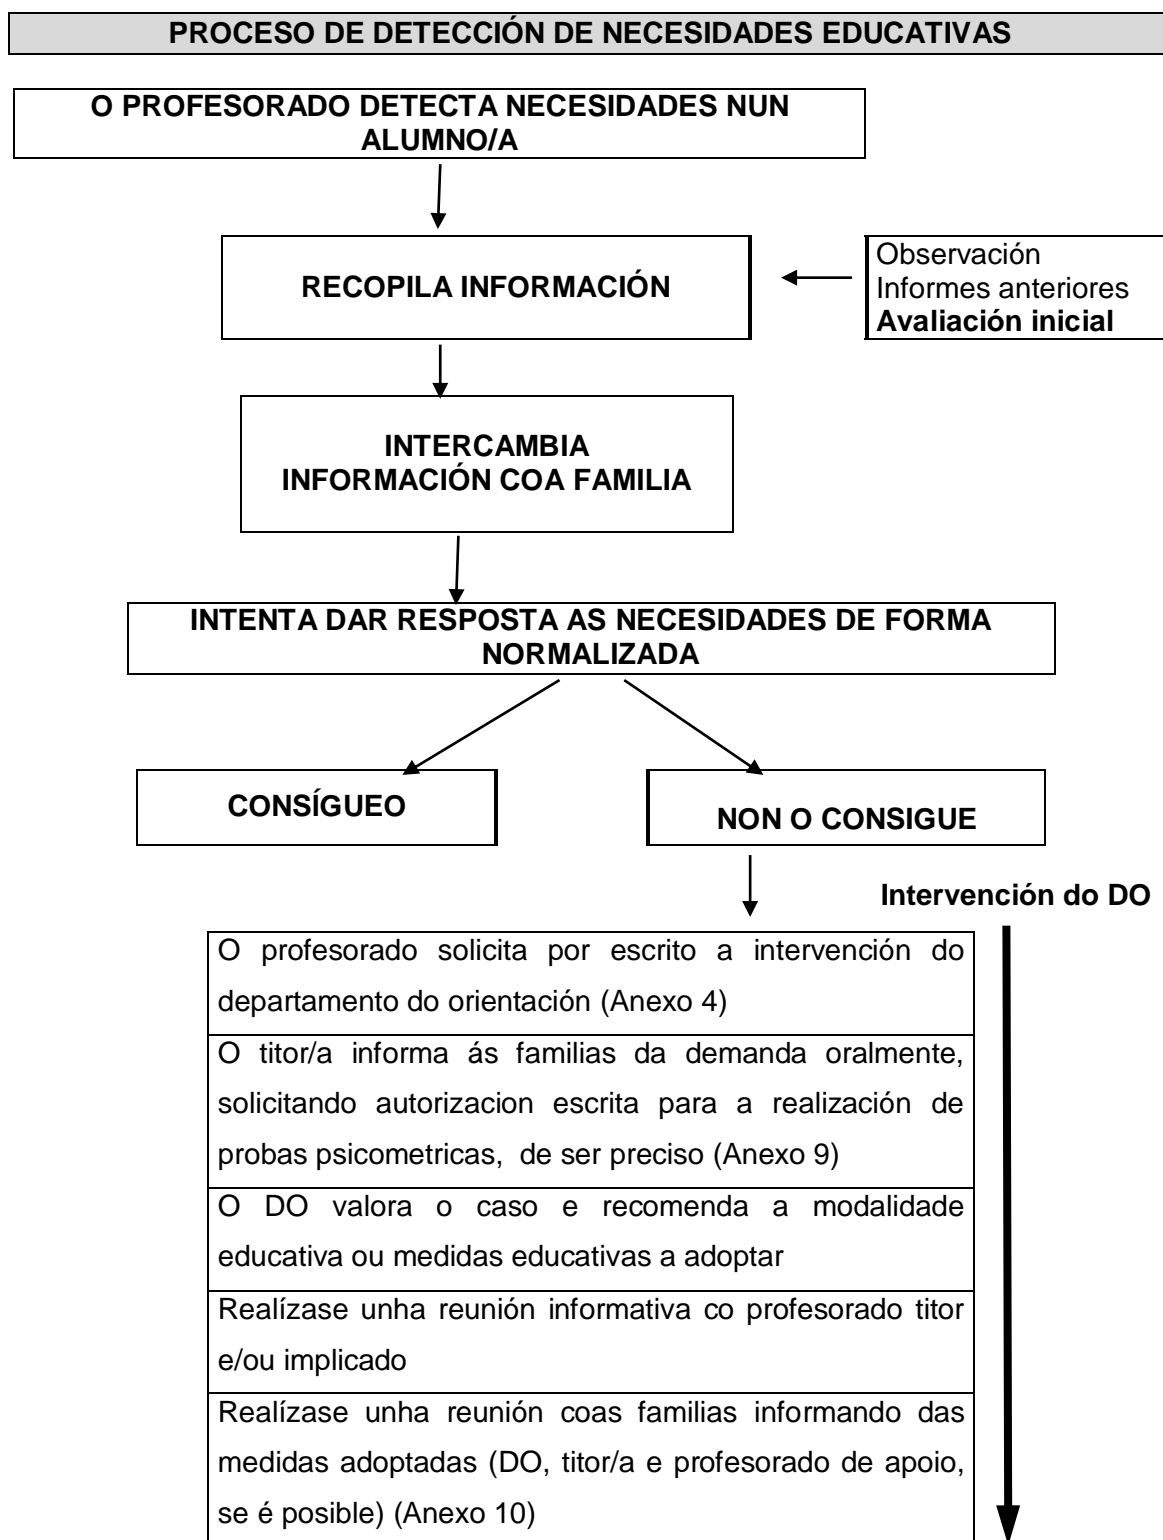 PROCESO DE DETECCIÓN DE NECESIDADES EDUCATIVAS
O PROFESORADO DETECTA NECESIDADES NUN
ALUMNO/A
RECOPILA INFORMACIÓN
Observación
Informes anteriores
Avaliación inicial
INTERCAMBIA
INFORMACIÓN COA FAMILIA
INTENTA DAR RESPOSTA AS NECESIDADES DE FORMA
NORMALIZADA
CONSÍGUEO
NON O CONSIGUE
Intervención do DO
O profesorado solicita por escrito a intervención do
departamento do orientación (Anexo 4)
O titor/a informa ás familias da demanda oralmente,
solicitando autorizacion escrita para a realización de
probas psicometricas, de ser preciso (Anexo 9)
O DO valora o caso e recomenda a modalidade
educativa ou medidas educativas a adoptar
Realízase unha reunión informativa co profesorado titor
e/ou implicado
Realízase unha reunión coas familias informando das
medidas adoptadas (DO, titor/a e profesorado de apoio,
se é posible) (Anexo 10)